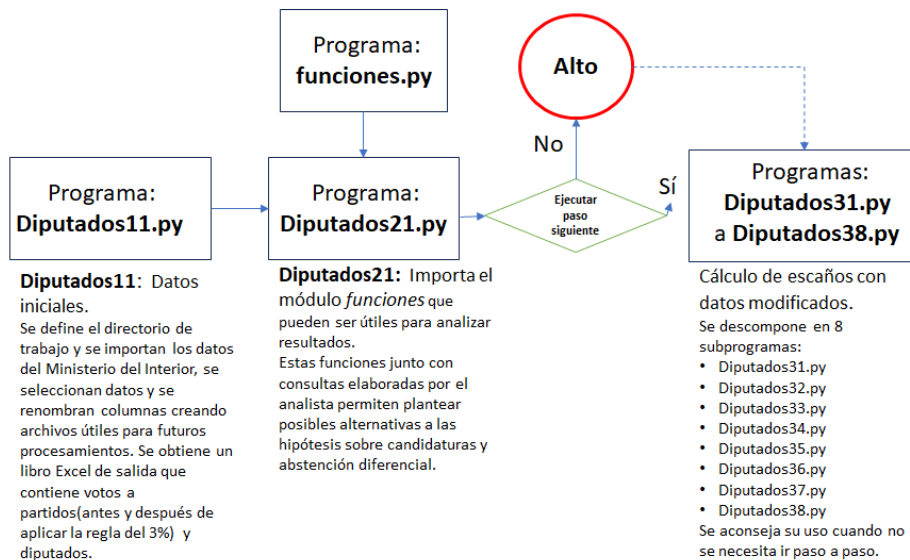 Programa:
funciones.py
Alto
No
Sí
Programa:
Diputados11.py
Programa:
Diputados21.py
Ejecutar
paso
siguiente
Programas:
Diputados31.py
a Diputados38.py
Diputados11: Datos
iniciales.
Se define el directorio de
trabajo y se importan los datos
del Ministerio del Interior, se
seleccionan datos y se
renombran columnas creando
archivos útiles para futuros
procesamientos. Se obtiene un
libro Excel de salida que
contiene votos a
partidos(antes y después de
aplicar la regla del 3%) y
diputados.
Diputados21: Importa el
módulo funciones que
pueden ser útiles para analizar
resultados.
Estas funciones junto con
consultas elaboradas por el
analista permiten plantear
posibles alternativas a las
hipótesis sobre candidaturas y
abstención diferencial.
Cálculo de escaños con
datos modificados.
Se descompone en 8
subprogramas:
• Diputados31.py
• Diputados32.py
• Diputados33.py
• Diputados34.py
• Diputados35.py
• Diputados36.py
• Diputados37.py
• Diputados38.py
Se aconseja su uso cuando no
se necesita ir paso a paso.